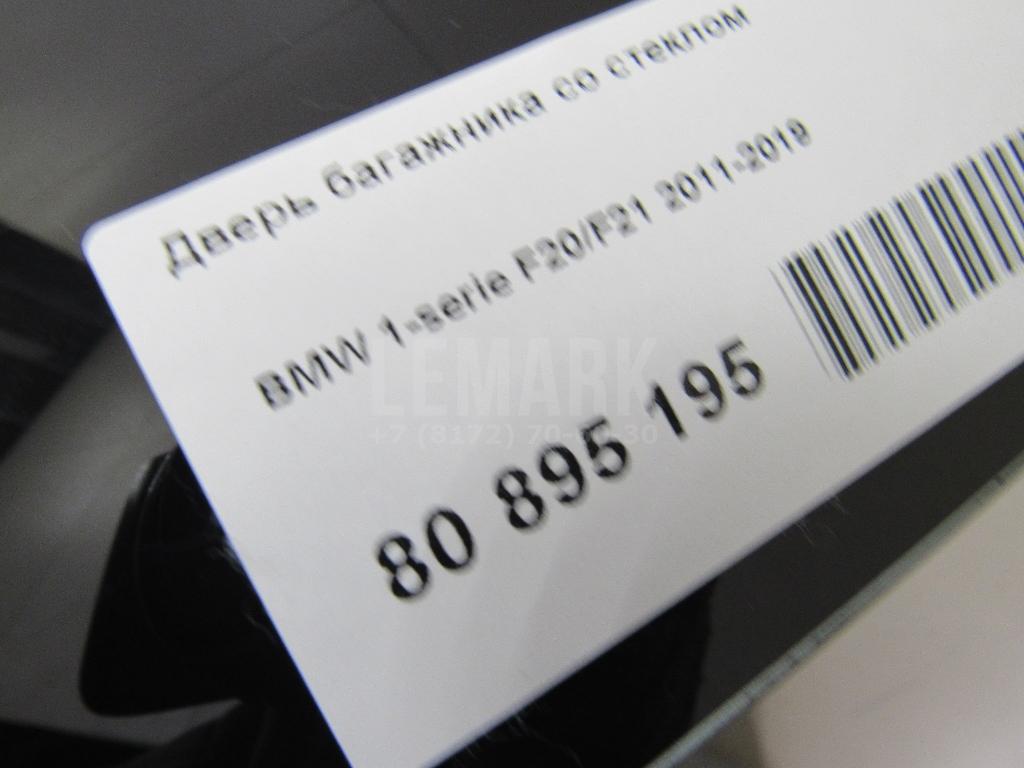 Дверь багажника со стеклом
BMW 1-serie F20/F21 2011-2019
LEMARK
80 895 195